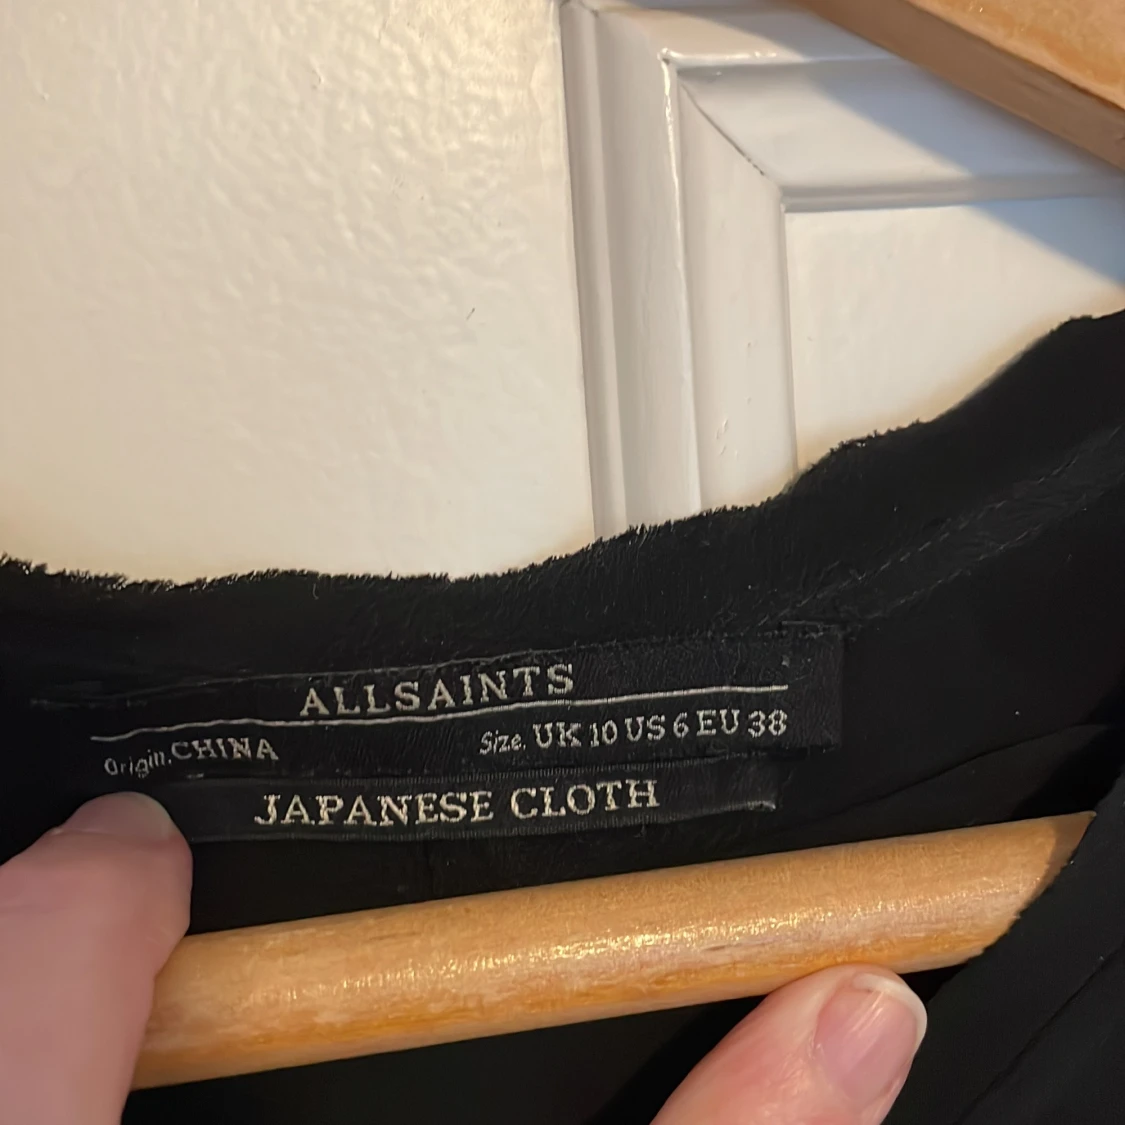 ALLSAINTS
Origin. CHINA Size. UK 10 US 6 EU 38
JAPANESE CLOTH